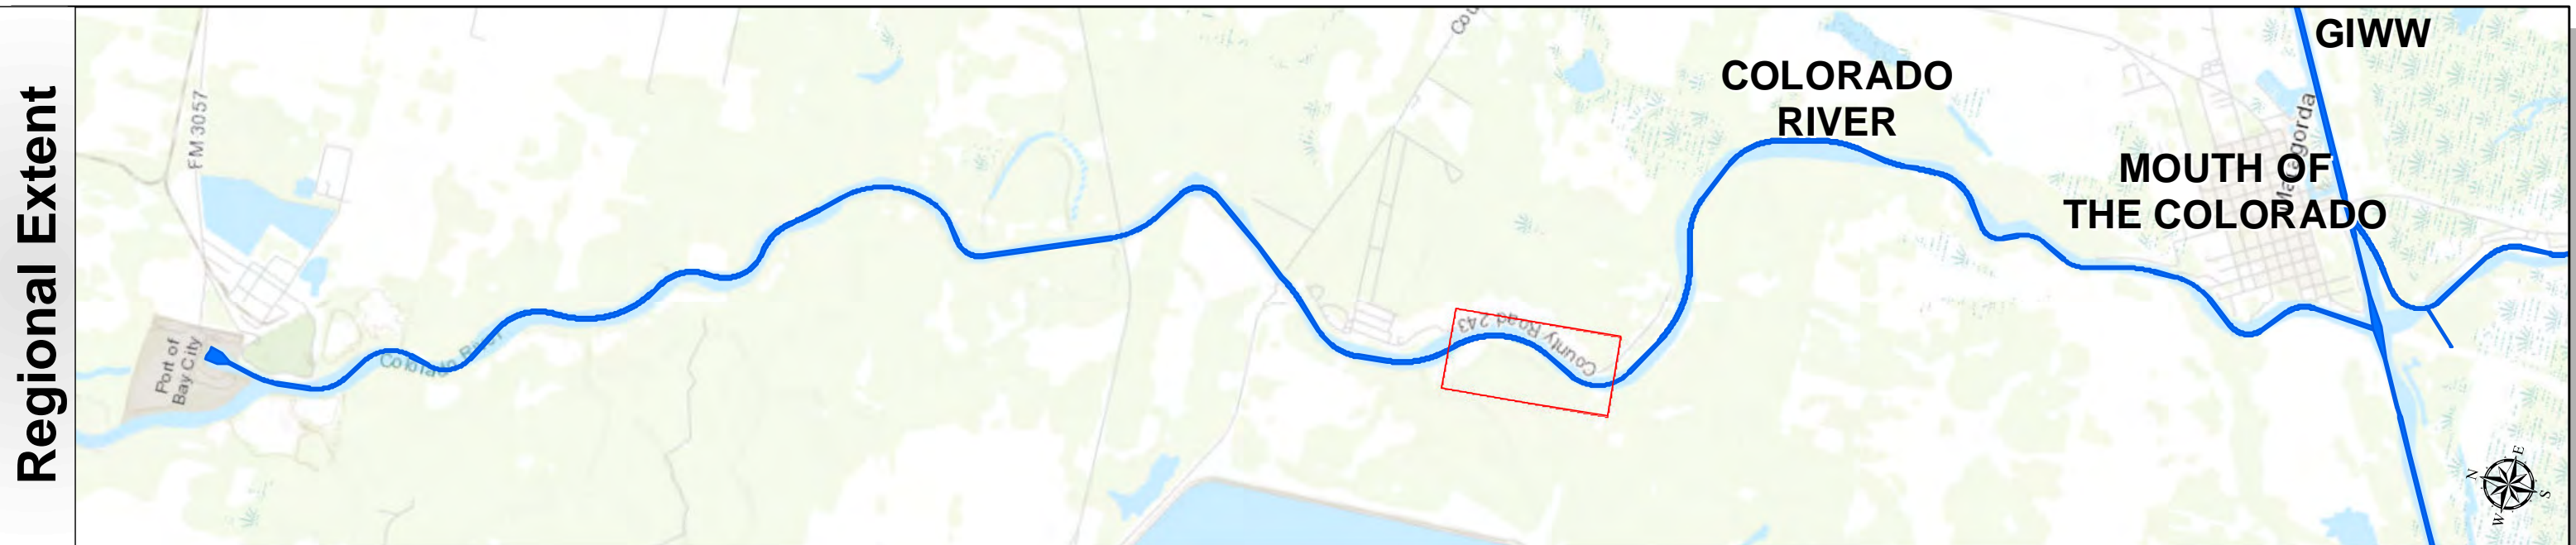 Regional Extent
FM 3057
Port of
Bay City
Colorado River
Cou
County Road 243
COLORADO
RIVER
GIWW
Matagorda
MOUTH OF
THE COLORADO
N
E
S
W